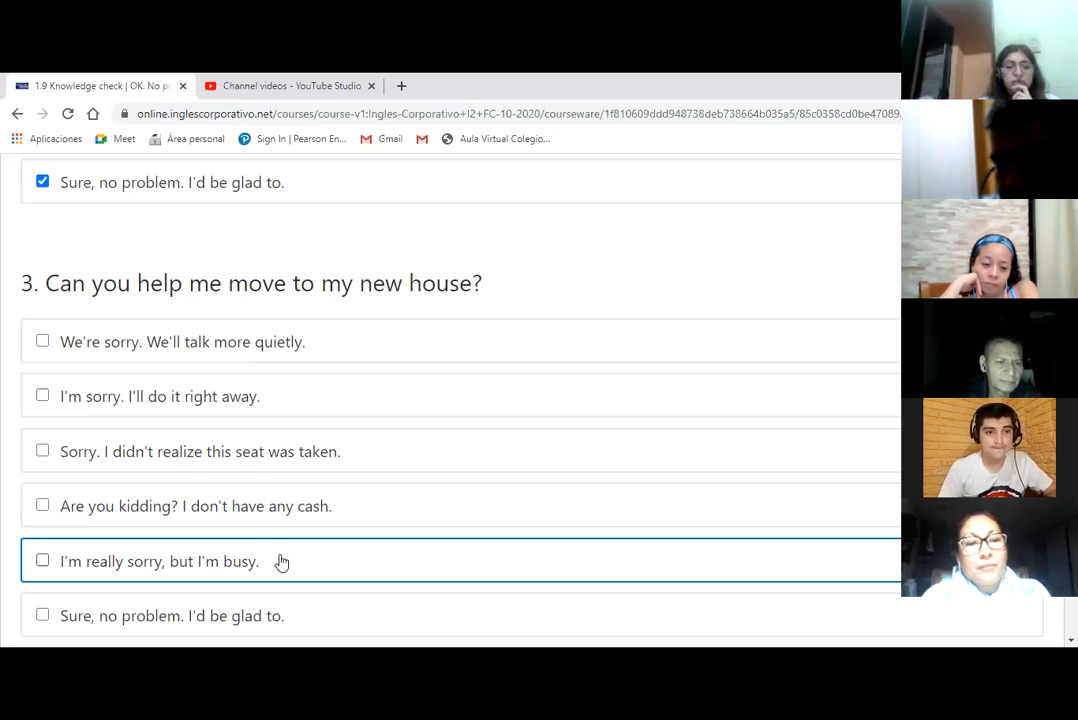 1.9 Knowledge check | OK. No pr
Channel videos - YouTube Studio
online.inglescorporativo.net/courses/course-v1:Ingles-Corporativo+I2+FC-10-2020/courseware/1f810609ddd948738deb738664b035a5/85c0358cd0be47089.
Aplicaciones
Meet
Área personal
Sign In | Pearson En...
Gmail
Aula Virtual Colegio...
Sure, no problem. I'd be glad to.
3. Can you help me move to my new house?
We're sorry. We'll talk more quietly.
I'm sorry. I'll do it right away.
Sorry. I didn't realize this seat was taken.
Are you kidding? I don't have any cash.
I'm really sorry, but I'm busy.
Sure, no problem. I'd be glad to.